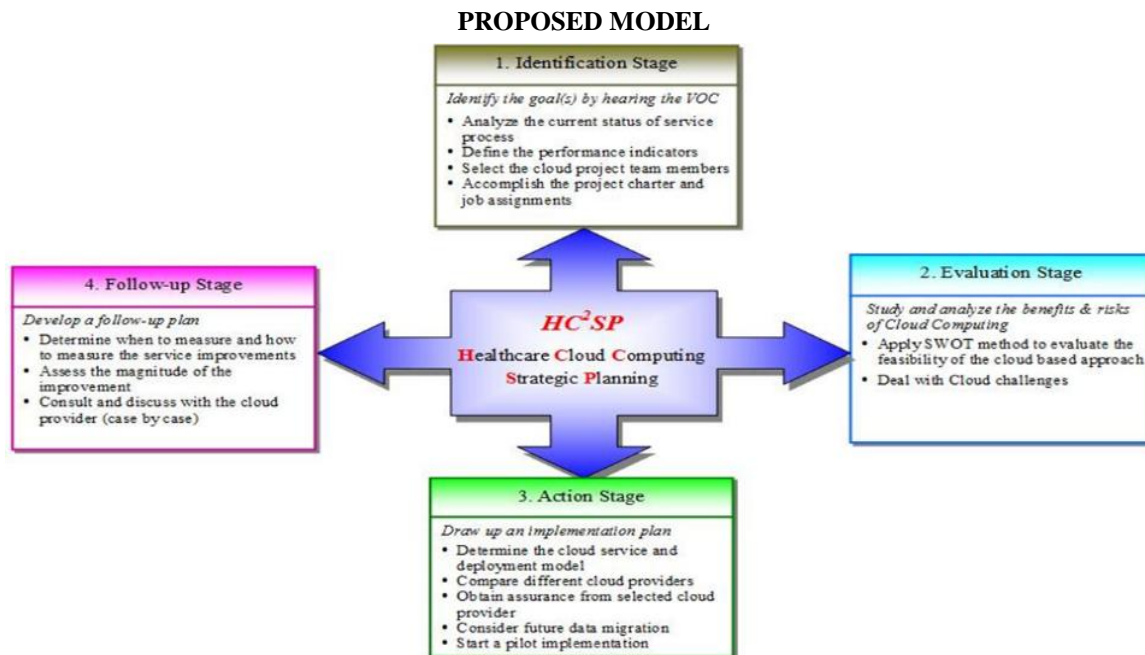 PROPOSED MODEL
1. Identification Stage
Identify the goal(s) by hearing the VOC
• Analyze the current status of service
process
• Define the performance indicators
• Select the cloud project team members
• Accomplish the project charter and
job assignments
4. Follow-up Stage
Develop a follow-up plan
• Determine when to measure and how
to measure the service improvements
• Assess the magnitude of the
improvement
• Consult and discuss with the cloud
provider (case by case)
HC²SP
Healthcare Cloud Computing
Strategic Planning
2. Evaluation Stage
Study and analyze the benefits & risks
of Cloud Computing
• Apply SWOT method to evaluate the
feasibility of the cloud based approach
• Deal with Cloud challenges
3. Action Stage
Draw up an implementation plan
• Determine the cloud service and
deployment model
• Compare different cloud providers
• Obtain assurance from selected cloud
provider
• Consider future data migration
• Start a pilot implementation